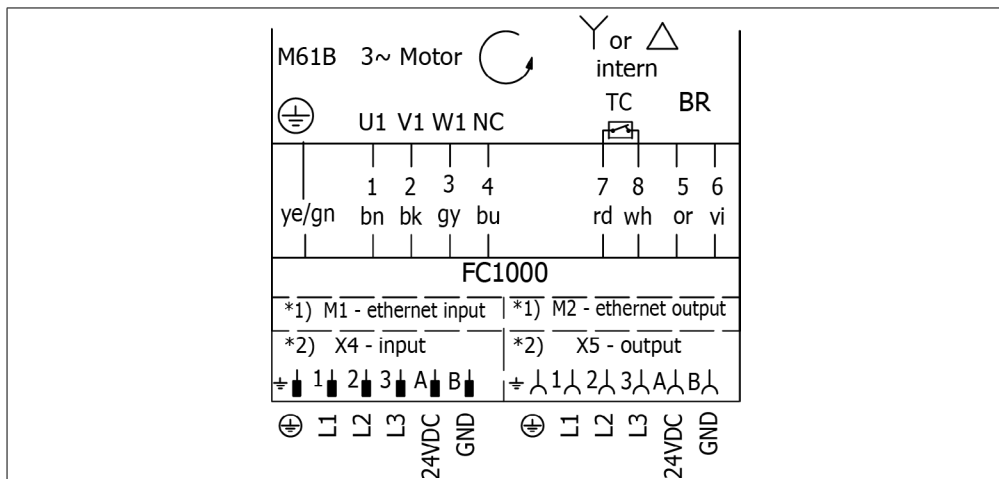 M61B 3~ Motor Y or △
intern
TC BR
U1 V1 W1 NC
1 2 3 4 7 8 5 6
ye/gn bn bk gy bu rd wh or vi
FC1000
*1) M1 - ethernet input *1) M2 - ethernet output
*2) X4 - input *2) X5 - output
1 2 3 A B 1 2 3 A B
L1 L2 L3 24VDC GND L1 L2 L3 24VDC GND